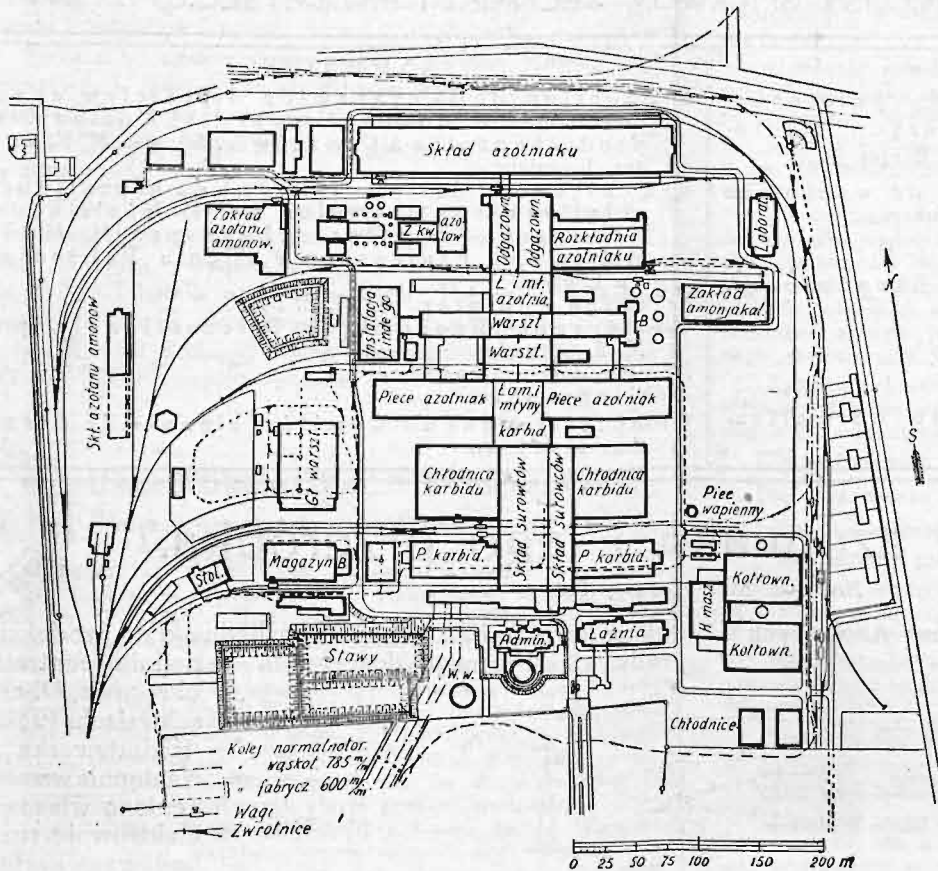 Skład azotniaku
Zakład
azotanu
amonow.
Z kw.
azo
tow
Odgazown.
Odgazown.
Rozkładnia
azotniaku
Laborat.
Skł. azotanu amonow
Instalacja
Linde'go
Ł i mł.
azotnia.
Warszt
B
Warszt.
Zakład
amonjakal.
Piece azotniak
Łam. i
młyny
karbid
Piece azotniak
Gł warszt.
Chłodnica
karbidu
Skład surowców
Skład surowców
Chłodnica
karbidu
Piec
wapienny
S
Stol.
Magazyn B
P. karbid.
P karbid.
H masz
Kotłown.
Kotłown.
Stawy
W. w.
Admin.
Łaźnia
Chłodnice
Kolej normalnotor.
wąskot. 785 m/m
" fabrycz 600 m/m
Wagi
Zwrotnice
0 25 50 75 100 150 200 m